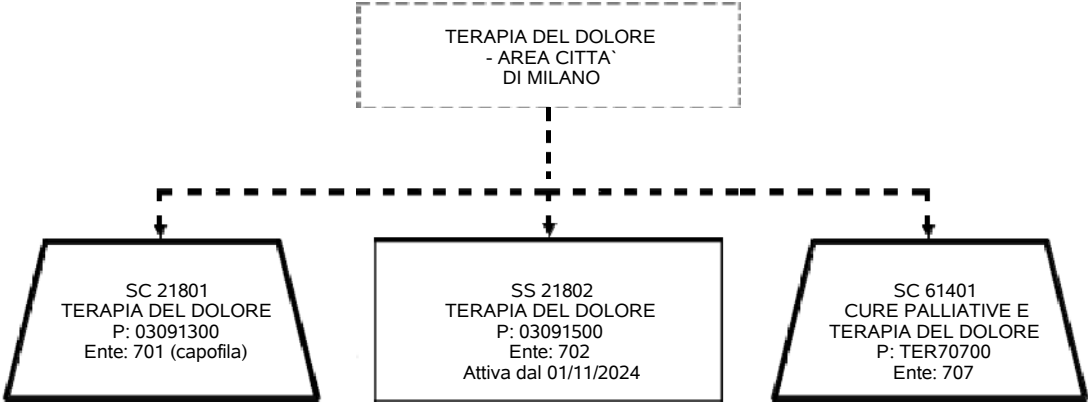 TERAPIA DEL DOLORE
- AREA CITTA`
DI MILANO
SC 21801
TERAPIA DEL DOLORE
P: 03091300
Ente: 701 (capofila)
SS 21802
TERAPIA DEL DOLORE
P: 03091500
Ente: 702
Attiva dal 01/11/2024
SC 61401
CURE PALLIATIVE E
TERAPIA DEL DOLORE
P: TER70700
Ente: 707